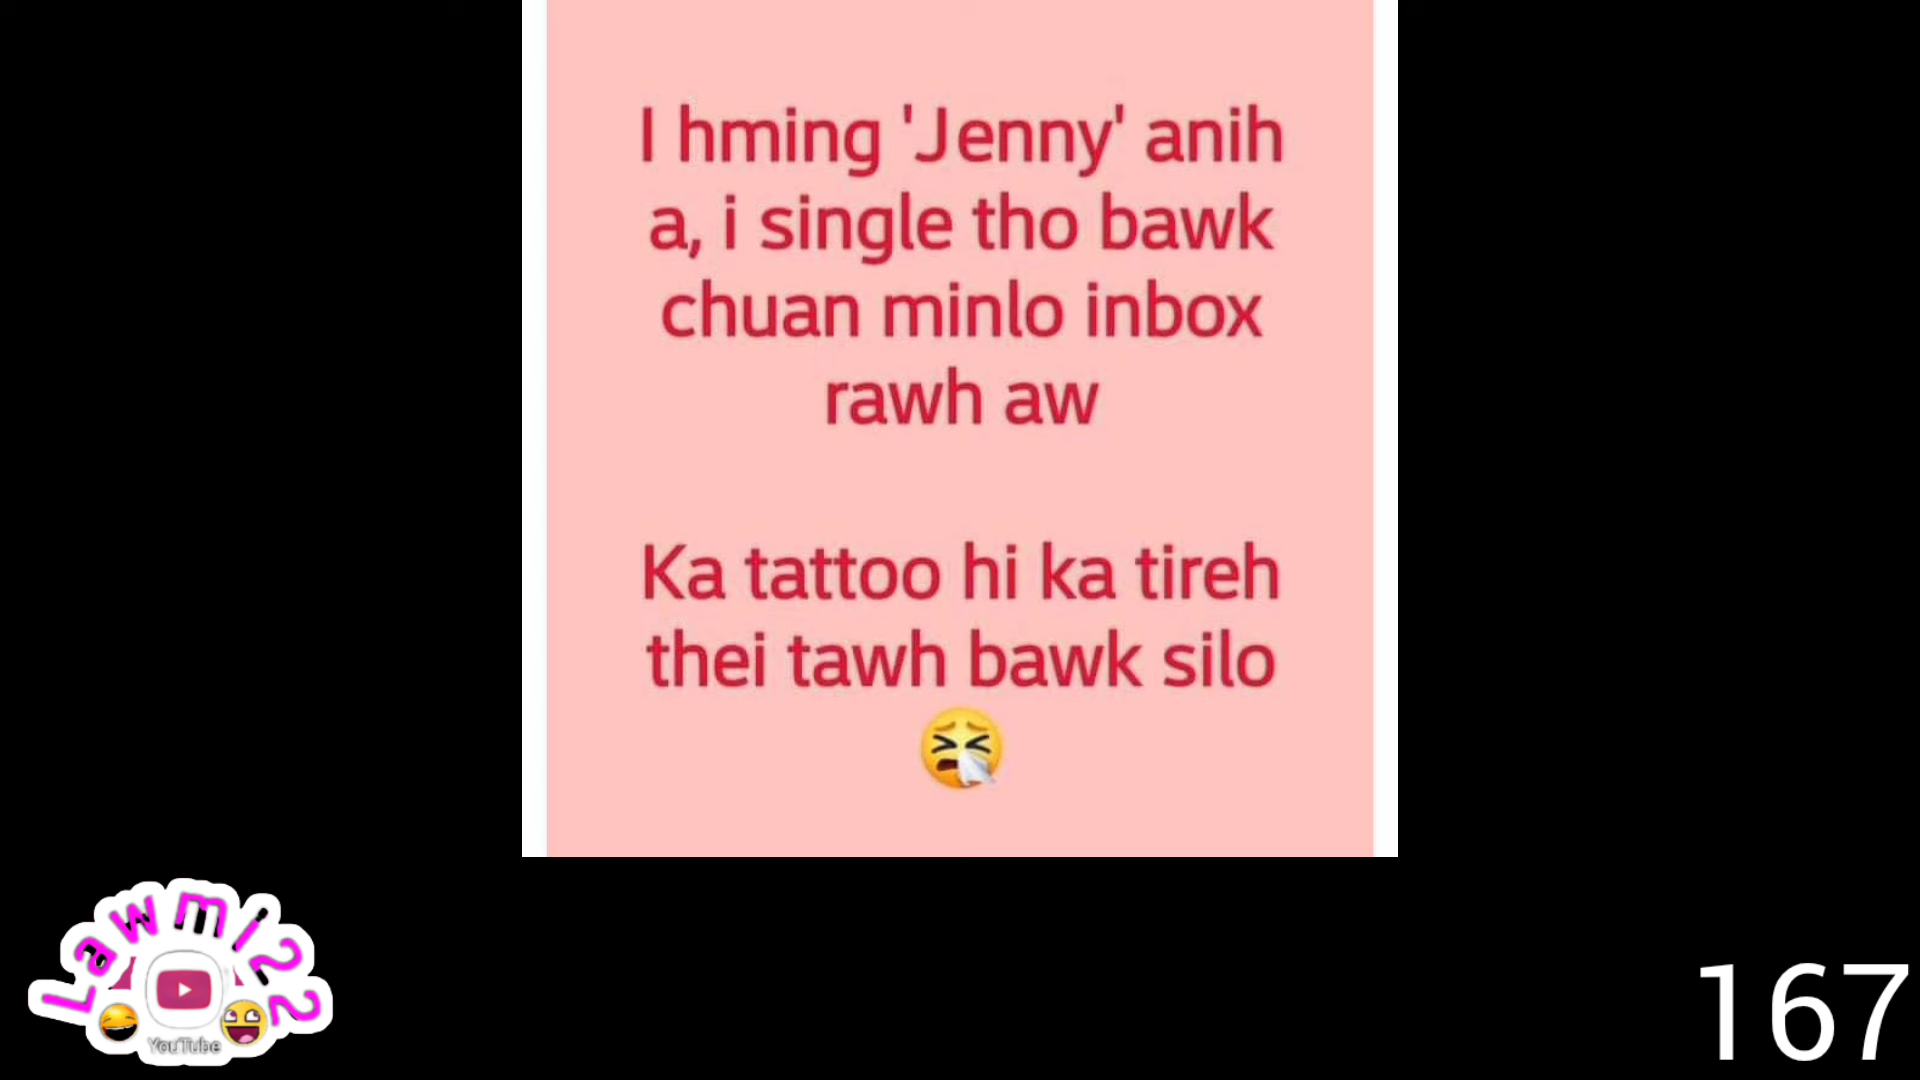 I hming 'Jenny' anih
a, i single tho bawk
chuan minlo inbox
rawh aw
Ka tattoo hi ka tireh
thei tawh bawk silo
🤧
Lawmi22
YouTube
167